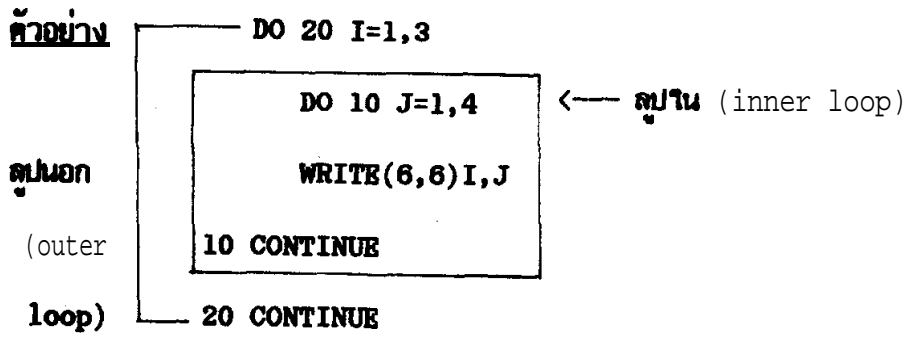 ตัวอย่าง DO 20 I=1,3
DO 10 J=1,4 <— ลูปใน (inner loop)
ลูปนอก WRITE(6,6)I,J
(outer 10 CONTINUE
loop) 20 CONTINUE